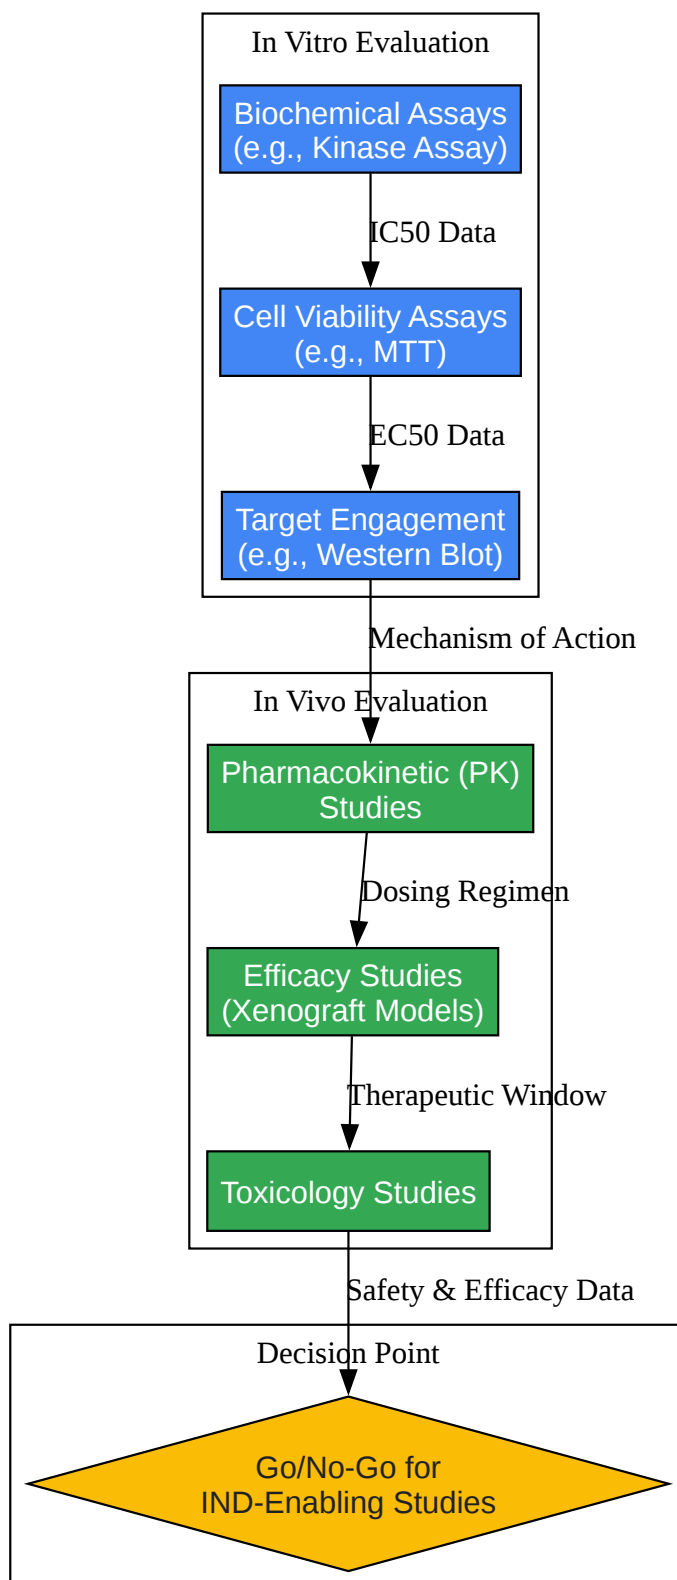 In Vitro Evaluation
Biochemical Assays
(e.g., Kinase Assay)
IC50 Data
Cell Viability Assays
(e.g., MTT)
EC50 Data
Target Engagement
(e.g., Western Blot)
Mechanism of Action
In Vivo Evaluation
Pharmacokinetic (PK)
Studies
Dosing Regimen
Efficacy Studies
(Xenograft Models)
Therapeutic Window
Toxicology Studies
Safety & Efficacy Data
Decision Point
Go/No-Go for
IND-Enabling Studies